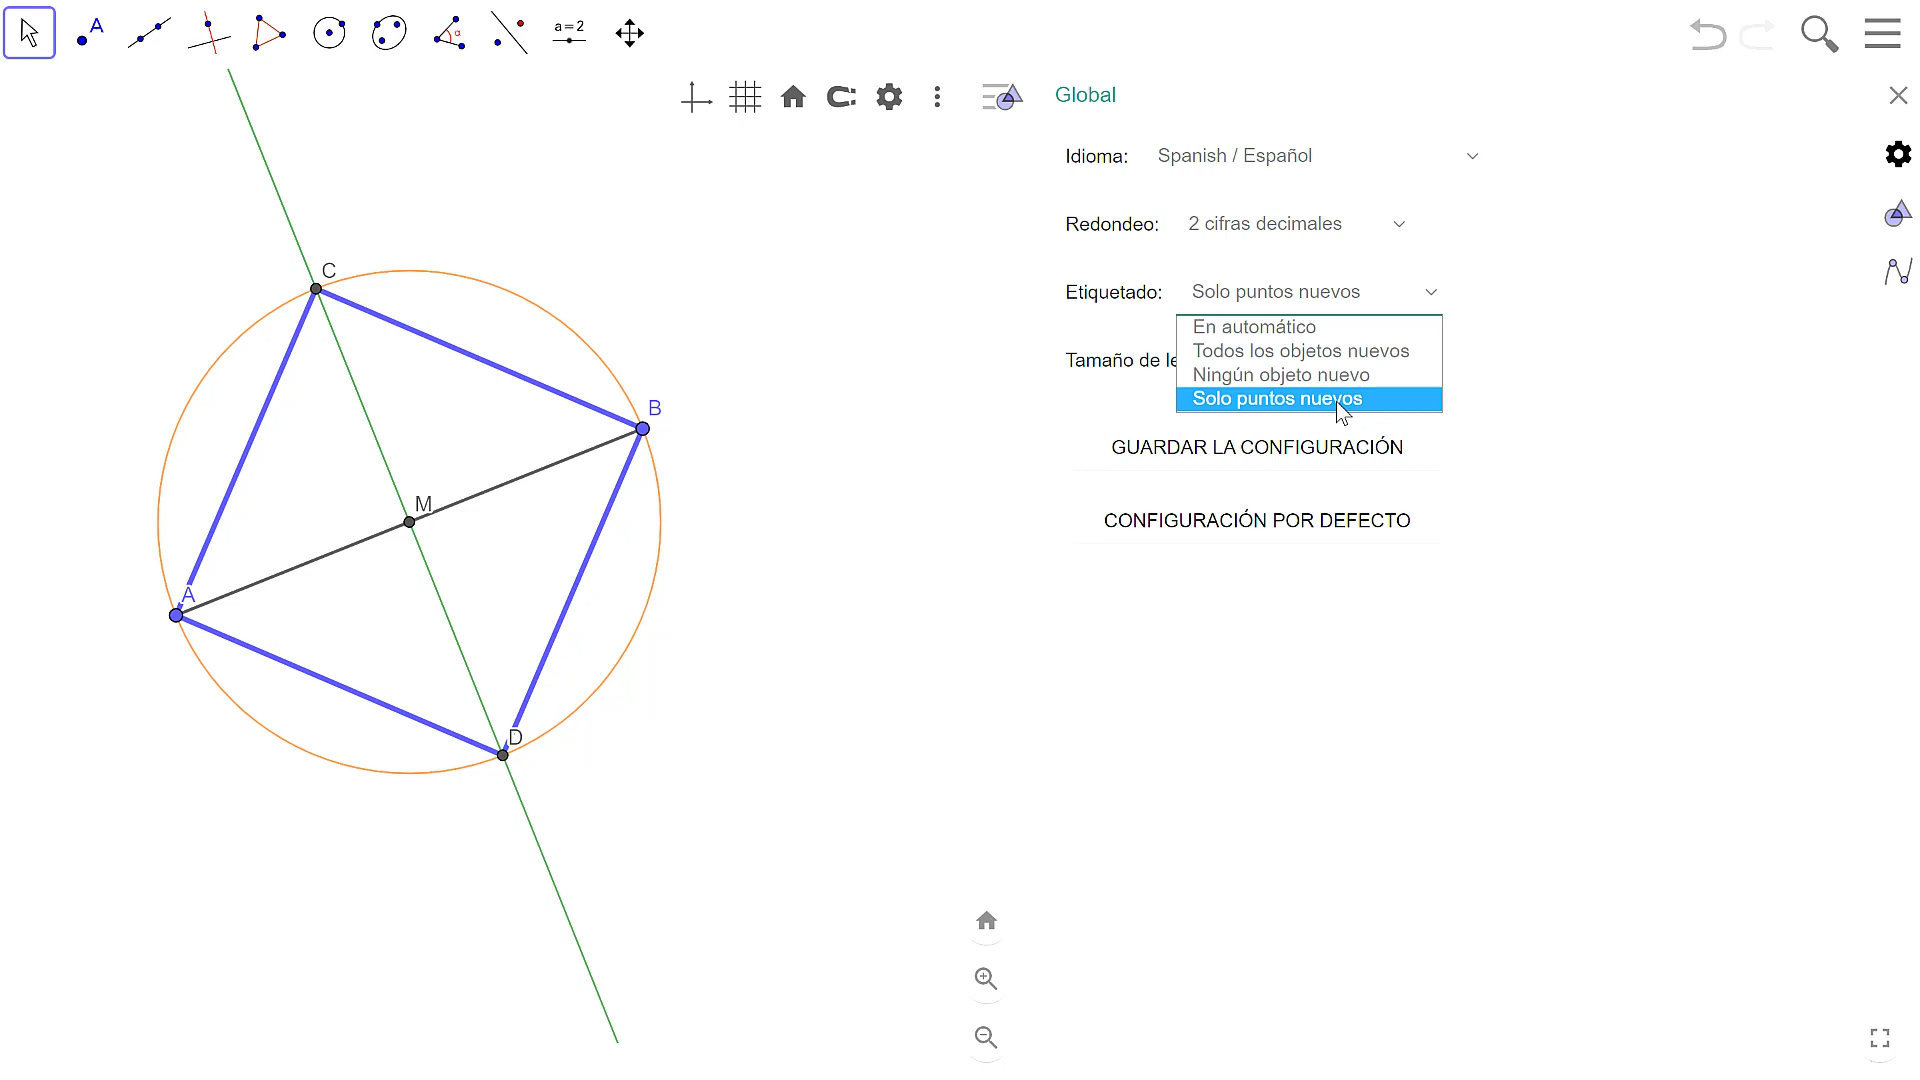 A
α
a=2
Global
Idioma: Spanish / Español
Redondeo: 2 cifras decimales
Etiquetado: Solo puntos nuevos
En automático
Todos los objetos nuevos
Ningún objeto nuevo
Solo puntos nuevos
Tamaño de le
GUARDAR LA CONFIGURACIÓN
CONFIGURACIÓN POR DEFECTO
C
B
M
A
D